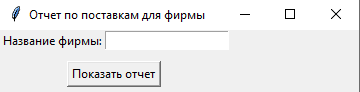 Отчет по поставкам для фирмы
Название фирмы:
Показать отчет